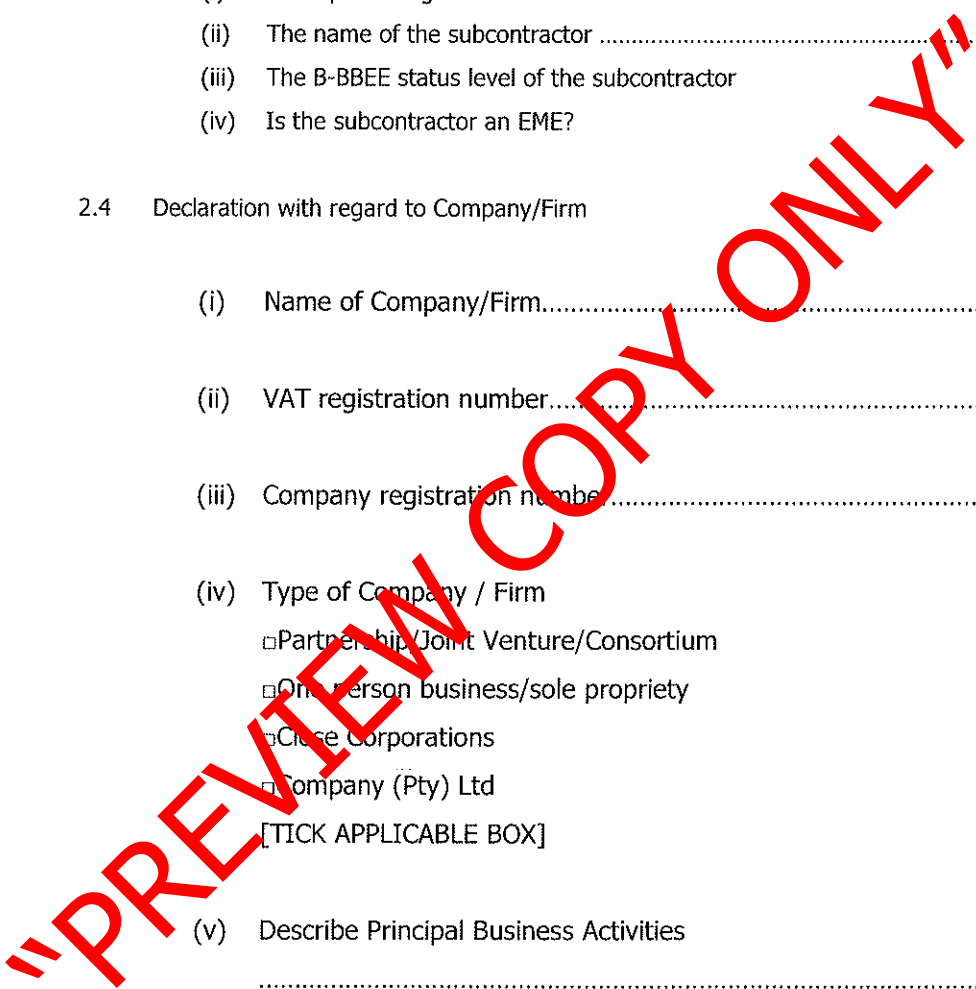 (ii) The name of the subcontractor ........................................................
(iii) The B-BBEE status level of the subcontractor
(iv) Is the subcontractor an EME?
2.4 Declaration with regard to Company/Firm
(i) Name of Company/Firm................................................................
(ii) VAT registration number................................................................
(iii) Company registration number......................................................
(iv) Type of Company / Firm
□Partnership/Joint Venture/Consortium
□One person business/sole propriety
□Close Corporations
□Company (Pty) Ltd
[TICK APPLICABLE BOX]
(v) Describe Principal Business Activities
................................................................................................
"PREVIEW COPY ONLY"